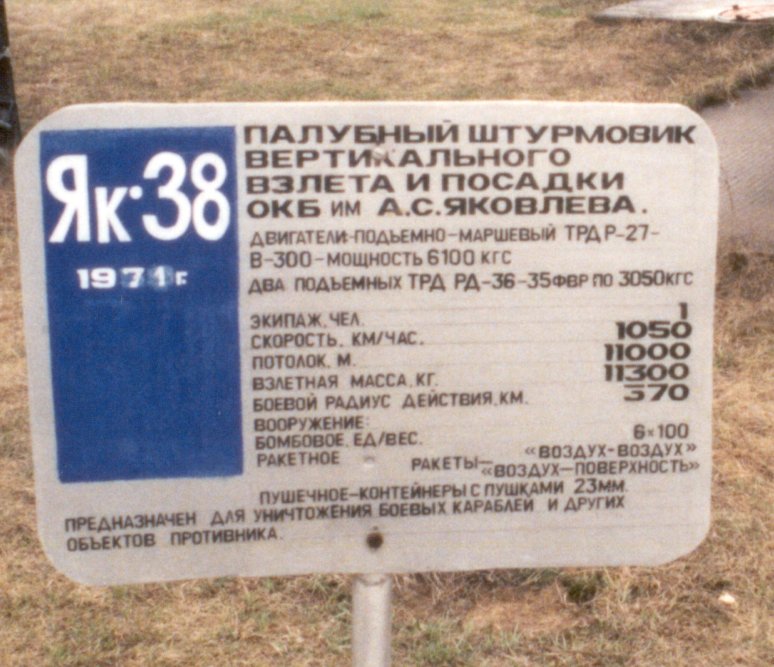 Як-38
1971 г
ПАЛУБНЫЙ ШТУРМОВИК
ВЕРТИКАЛЬНОГО
ВЗЛЕТА И ПОСАДКИ
ОКБ ИМ А.С.ЯКОВЛЕВА.
ДВИГАТЕЛИ-ПОДЪЕМНО-МАРШЕВЫЙ ТРД Р-27-
В-300-МОЩНОСТЬ 6100 КГС
ДВА ПОДЪЕМНЫХ ТРД РД-36-35ФВР ПО 3050КГС
ЭКИПАЖ, ЧЕЛ. 1
СКОРОСТЬ, КМ/ЧАС. 1050
ПОТОЛОК, М. 11000
ВЗЛЕТНАЯ МАССА, КГ. 11300
БОЕВОЙ РАДИУС ДЕЙСТВИЯ, КМ. 370
ВООРУЖЕНИЕ:
БОМБОВОЕ, ЕД/ВЕС. 6×100
РАКЕТНОЕ – РАКЕТЫ– «ВОЗДУХ-ВОЗДУХ»
«ВОЗДУХ–ПОВЕРХНОСТЬ»
ПУШЕЧНОЕ-КОНТЕЙНЕРЫ С ПУШКАМИ 23ММ.
ПРЕДНАЗНАЧЕН ДЛЯ УНИЧТОЖЕНИЯ БОЕВЫХ КАРАБЛЕЙ И ДРУГИХ
ОБЪЕКТОВ ПРОТИВНИКА.